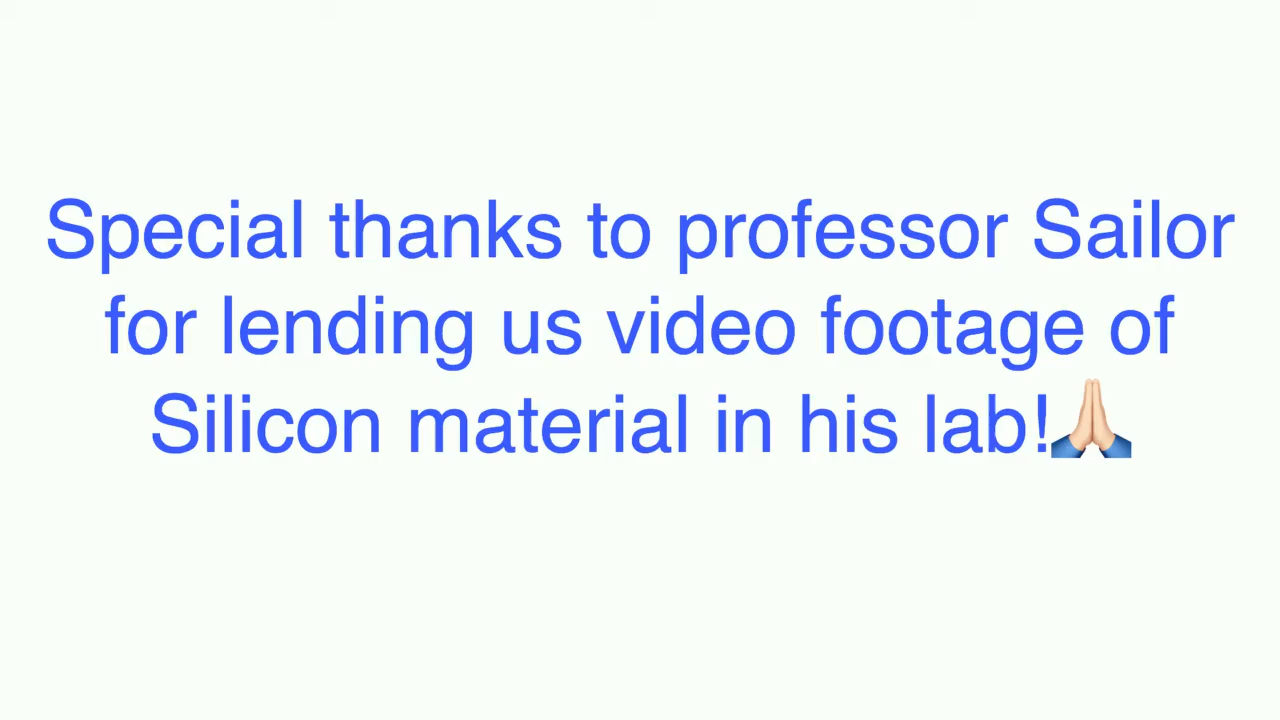 Special thanks to professor Sailor
for lending us video footage of
Silicon material in his lab!🙏🏻